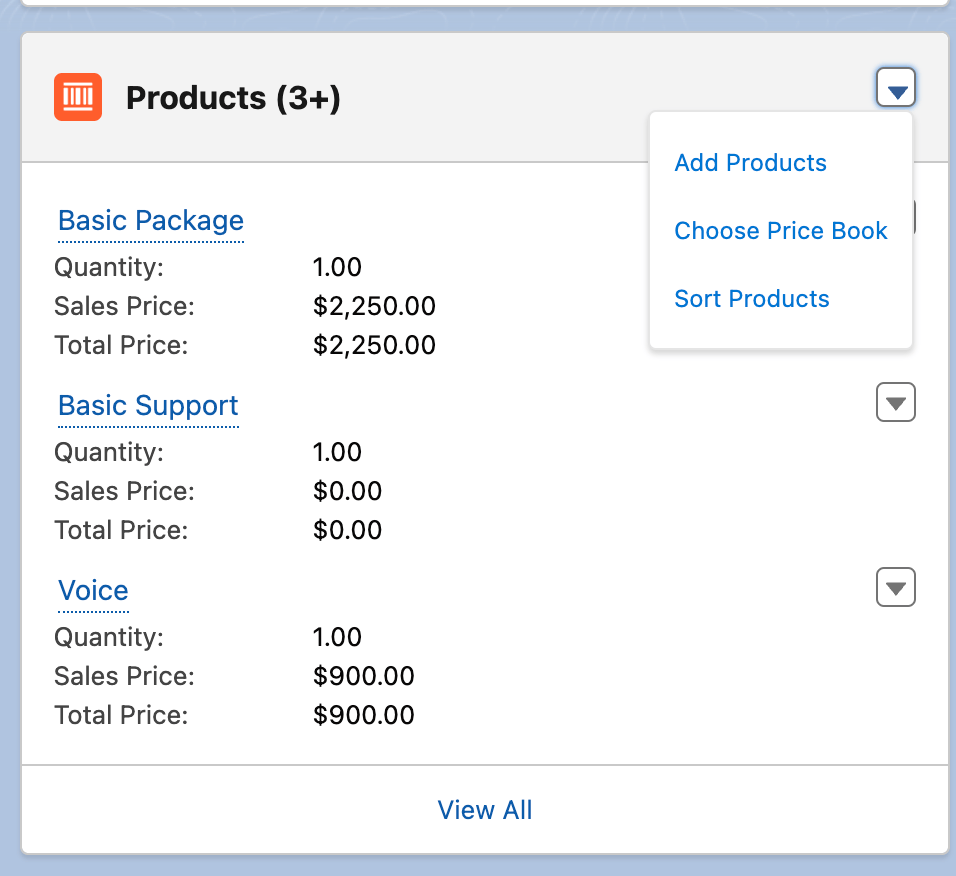 Products (3+)
Add Products
Choose Price Book
Sort Products
Basic Package
Quantity: 1.00
Sales Price: $2,250.00
Total Price: $2,250.00
Basic Support
Quantity: 1.00
Sales Price: $0.00
Total Price: $0.00
Voice
Quantity: 1.00
Sales Price: $900.00
Total Price: $900.00
View All